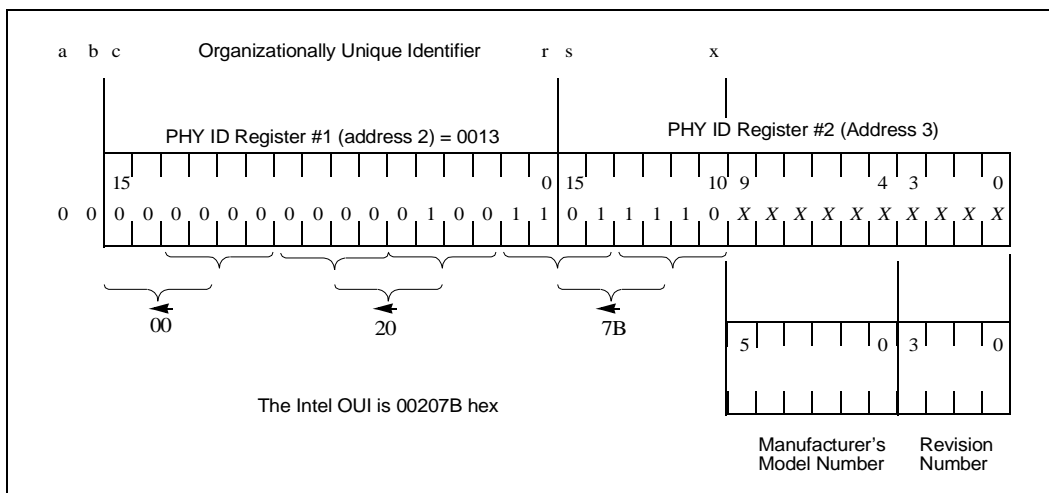 a b c Organizationally Unique Identifier r s x
PHY ID Register #1 (address 2) = 0013 PHY ID Register #2 (Address 3)
15 0 15 10 9 4 3 0
0 0 0 0 0 0 0 0 0 0 0 0 0 1 0 0 1 1 0 1 1 1 1 0 X X X X X X X X X X
00 20 7B
5 0 3 0
The Intel OUI is 00207B hex
Manufacturer's Revision
Model Number Number